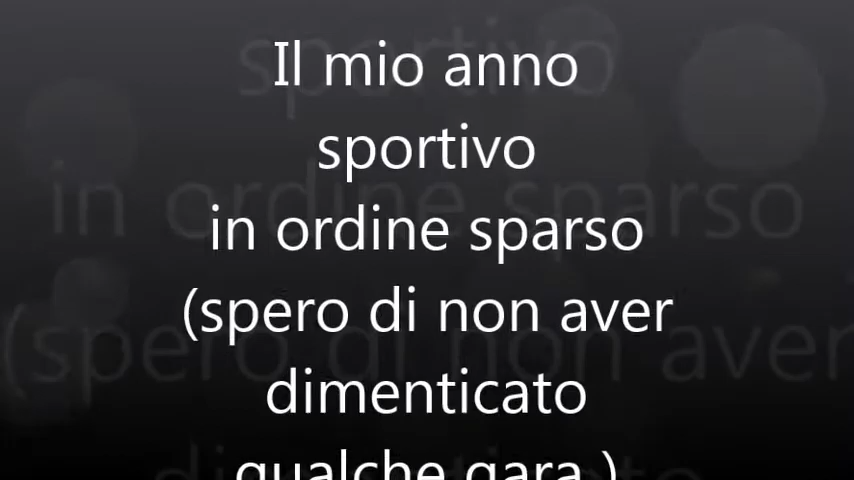 Il mio anno
sportivo
in ordine sparso
(spero di non aver
dimenticato
qualche gara )